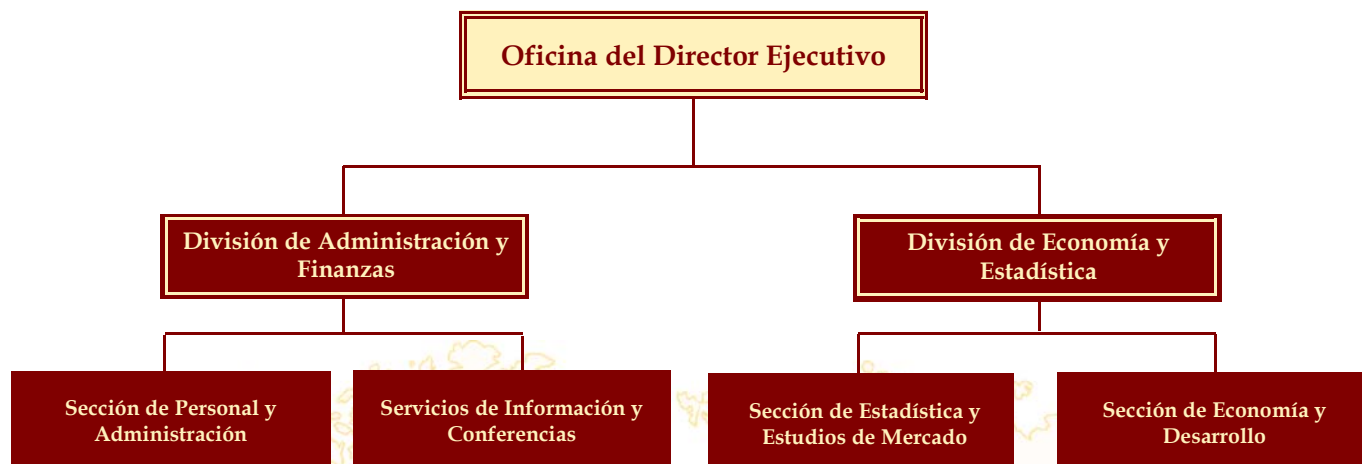 Oficina del Director Ejecutivo
División de Administración y
Finanzas
División de Economía y
Estadística
Sección de Personal y
Administración
Servicios de Información y
Conferencias
Sección de Estadística y
Estudios de Mercado
Sección de Economía y
Desarrollo